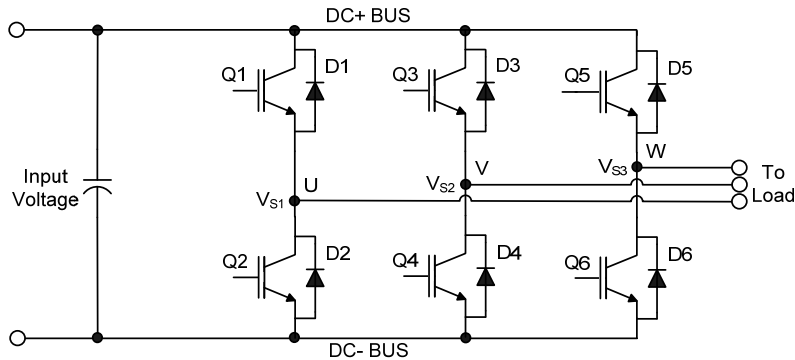 DC+ BUS
Q1
D1
Q3
D3
Q5
D5
Input
Voltage
VS1
U
VS2
V
VS3
W
To
Load
Q2
D2
Q4
D4
Q6
D6
DC- BUS